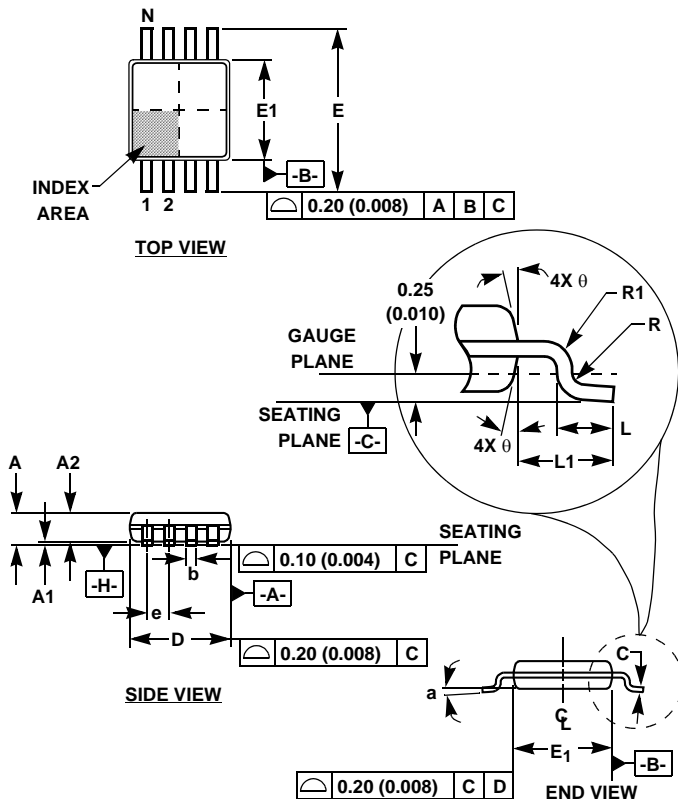 N
E1
E
-B-
INDEX
AREA
1 2
0.20 (0.008) A B C
TOP VIEW
0.25
(0.010)
4X θ
R1
R
GAUGE
PLANE
SEATING
PLANE
-C-
4X θ
L
L1
A A2
SEATING
PLANE
A1
-H-
b
0.10 (0.004) C
e
-A-
D
0.20 (0.008) C
SIDE VIEW
C
a
CL
E1
-B-
0.20 (0.008) C D
END VIEW